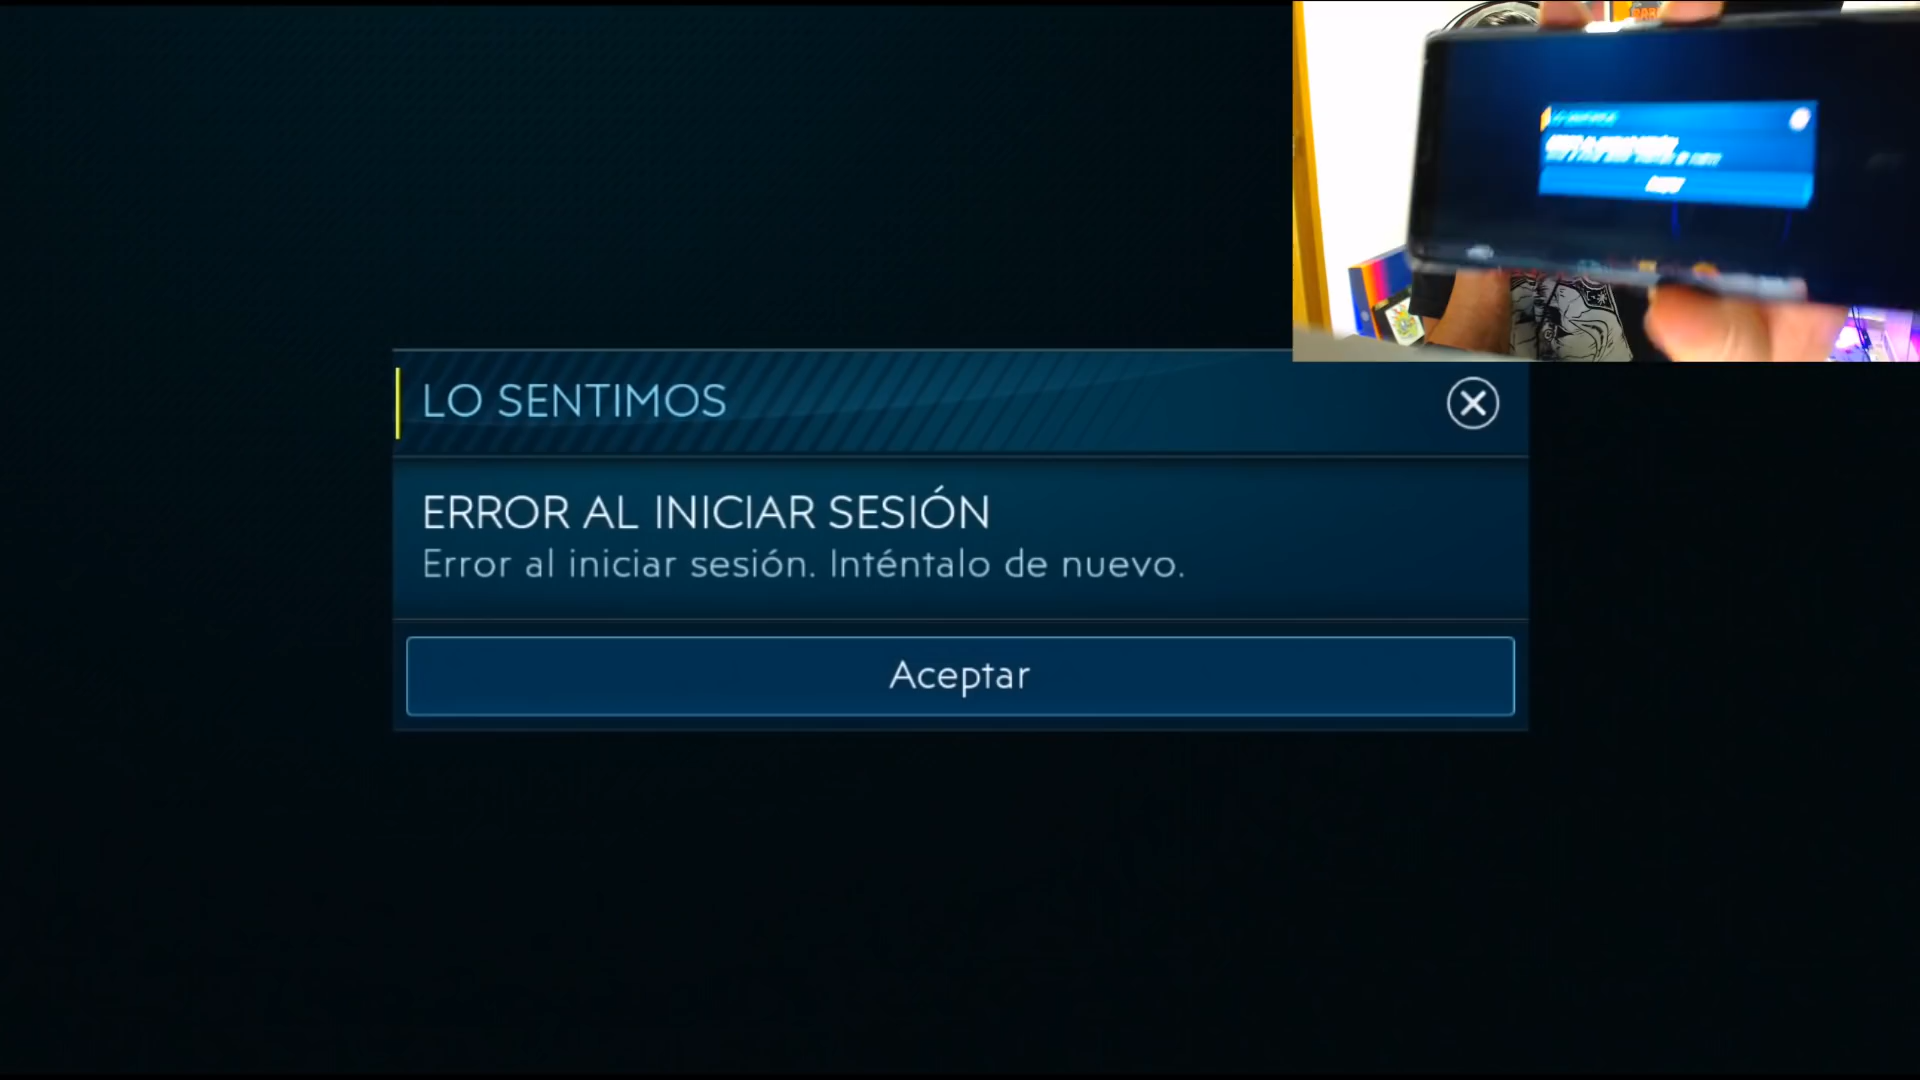 LO SENTIMOS
ERROR AL INICIAR SESIÓN
Error al iniciar sesión. Inténtalo de nuevo.
Aceptar